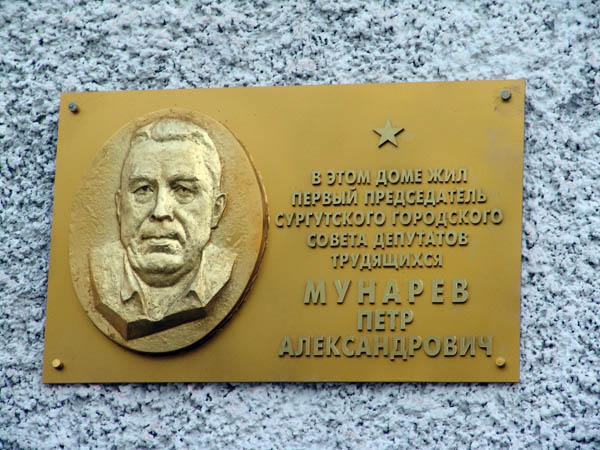 В ЭТОМ ДОМЕ ЖИЛ
ПЕРВЫЙ ПРЕДСЕДАТЕЛЬ
СУРГУТСКОГО ГОРОДСКОГО
СОВЕТА ДЕПУТАТОВ
ТРУДЯЩИХСЯ
МУНАРЕВ
ПЕТР
АЛЕКСАНДРОВИЧ